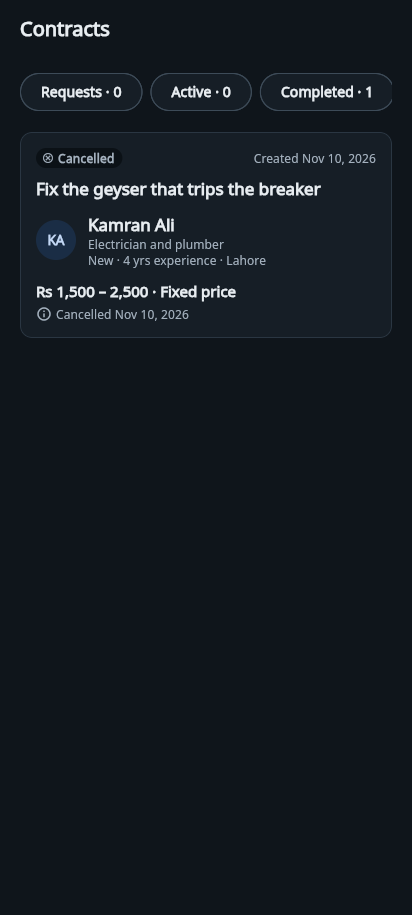 Contracts
Requests · 0
Active · 0
Completed · 1
Cancelled
Created Nov 10, 2026
Fix the geyser that trips the breaker
KA
Kamran Ali
Electrician and plumber
New · 4 yrs experience · Lahore
Rs 1,500 – 2,500 · Fixed price
Cancelled Nov 10, 2026